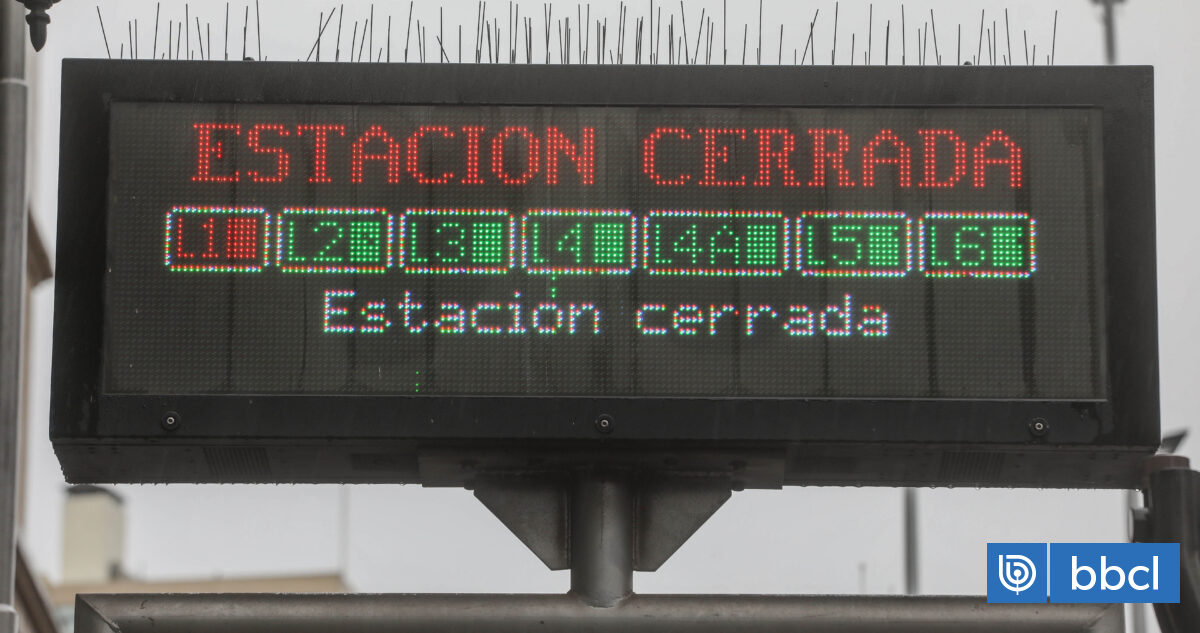 ESTACION CERRADA
L1 L2 L3 L4 L4A L5 L6
Estación cerrada
bbcl